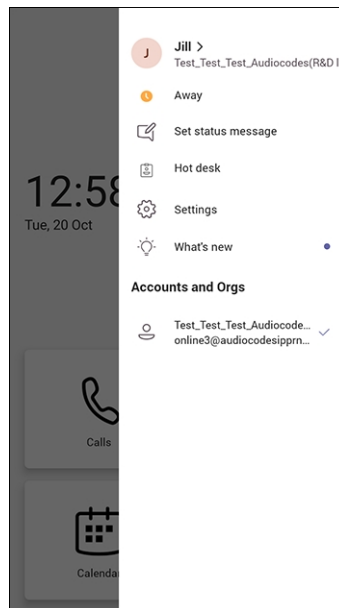 J
Jill >
Test_Test_Test_Audiocodes(R&D
Away
Set status message
Hot desk
Settings
What's new
Accounts and Orgs
Test_Test_Test_Audiocode...
online3@audiocodesipprn...
12:58
Tue, 20 Oct
Calls
Calenda